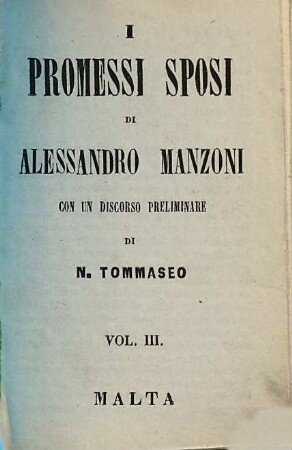 I
PROMESSI SPOSI
DI
ALESSANDRO MANZONI
CON UN DISCORSO PRELIMINARE
DI
N. TOMMASEO
VOL. III.
MALTA